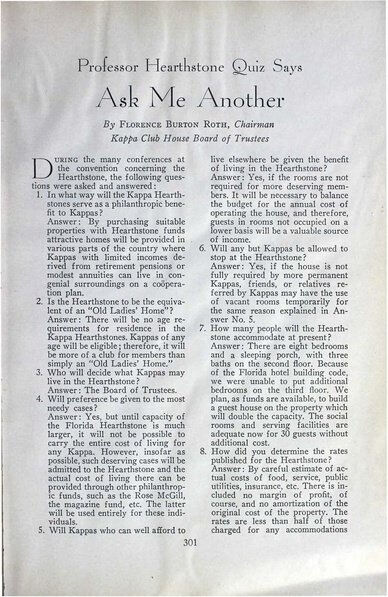 Professor Hearthstone Quiz Says
Ask Me Another
By FLORENCE BURTON ROTH, Chairman
Kappa Club House Board of Trustees
DURING the many conferences at
the convention concerning the
Hearthstone, the following ques-
tions were asked and answered:
1. In what way will the Kappa Hearth-
stones serve as a philanthropic bene-
fit to Kappas?
Answer: By purchasing suitable
properties with Hearthstone funds
attractive homes will be provided in
various parts of the country where
Kappas with limited incomes de-
rived from retirement pensions or
modest annuities can live in con-
genial surroundings on a coöpera-
tion plan.
2. Is the Hearthstone to be the equiva-
lent of an "Old Ladies' Home"?
Answer: There will be no age re-
quirements for residence in the
Kappa Hearthstones. Kappas of any
age will be eligible; therefore, it will
be more of a club for members than
simply an "Old Ladies' Home."
3. Who will decide what Kappas may
live in the Hearthstone?
Answer: The Board of Trustees.
4. Will preference be given to the most
needy cases?
Answer: Yes, but until capacity of
the Florida Hearthstone is much
larger, it will not be possible to
carry the entire cost of living for
any Kappa. However, insofar as
possible, such deserving cases will be
admitted to the Hearthstone and the
actual cost of living there can be
provided through other philanthrop-
ic funds, such as the Rose McGill,
the magazine fund, etc. The latter
will be used entirely for these indi-
viduals.
5. Will Kappas who can well afford to
live elsewhere be given the benefit
of living in the Hearthstone?
Answer: Yes, if the rooms are not
required for more deserving mem-
bers. It will be necessary to balance
the budget for the annual cost of
operating the house, and therefore,
guests in rooms not occupied on a
lower basis will be a valuable source
of income.
6. Will any but Kappas be allowed to
stop at the Hearthstone?
Answer: Yes, if the house is not
fully required by more permanent
Kappas, friends, or relatives re-
ferred by Kappas may have the use
of vacant rooms temporarily for
the same reason explained in An-
swer No. 5.
7. How many people will the Hearth-
stone accommodate at present?
Answer: There are eight bedrooms
and a sleeping porch, with three
baths on the second floor. Because
of the Florida hotel building code,
we were unable to put additional
bedrooms on the third floor. We
plan, as funds are available, to build
a guest house on the property which
will double the capacity. The social
rooms and serving facilities are
adequate now for 30 guests without
additional cost.
8. How did you determine the rates
published for the Hearthstone?
Answer: By careful estimate of ac-
tual costs of food, service, public
utilities, insurance, etc. There is in-
cluded no margin of profit, of
course, and no amortization of the
original cost of the property. The
rates are less than half of those
charged for any accommodations
301